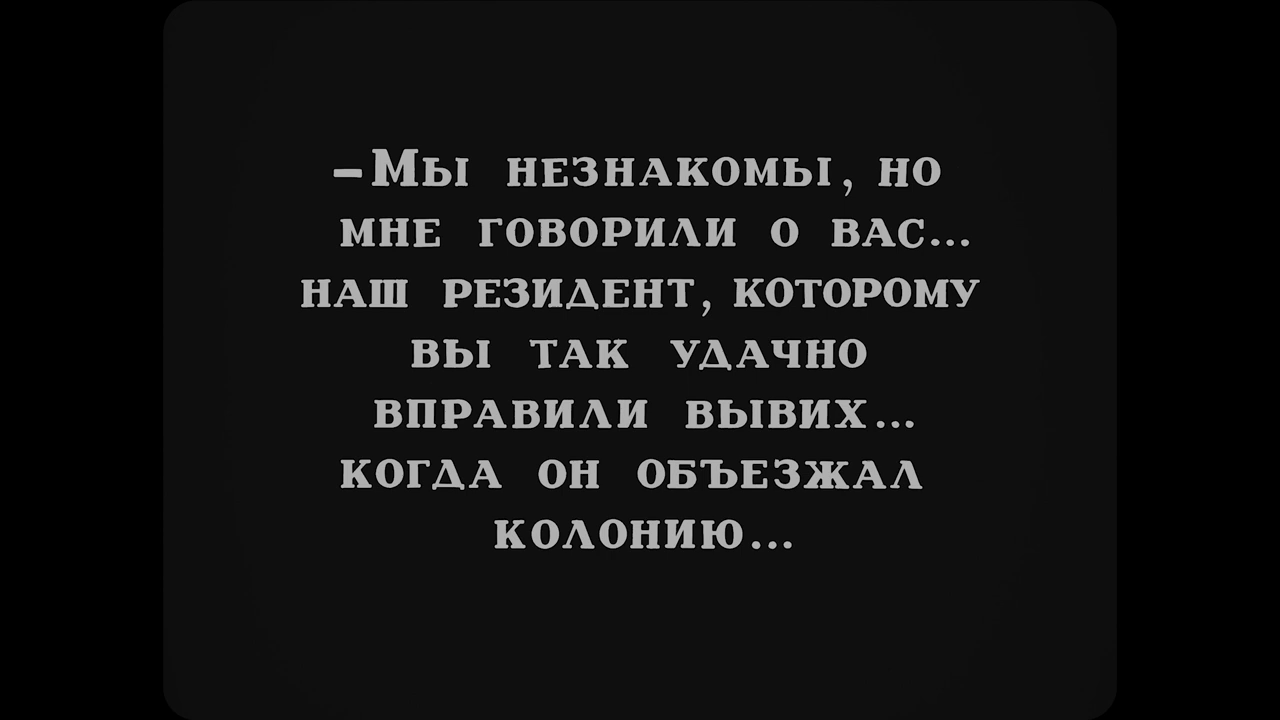 –Мы незнакомы, но
мне говорили о вас...
наш резидент, которому
вы так удачно
вправили вывих...
когда он объезжал
колонию...